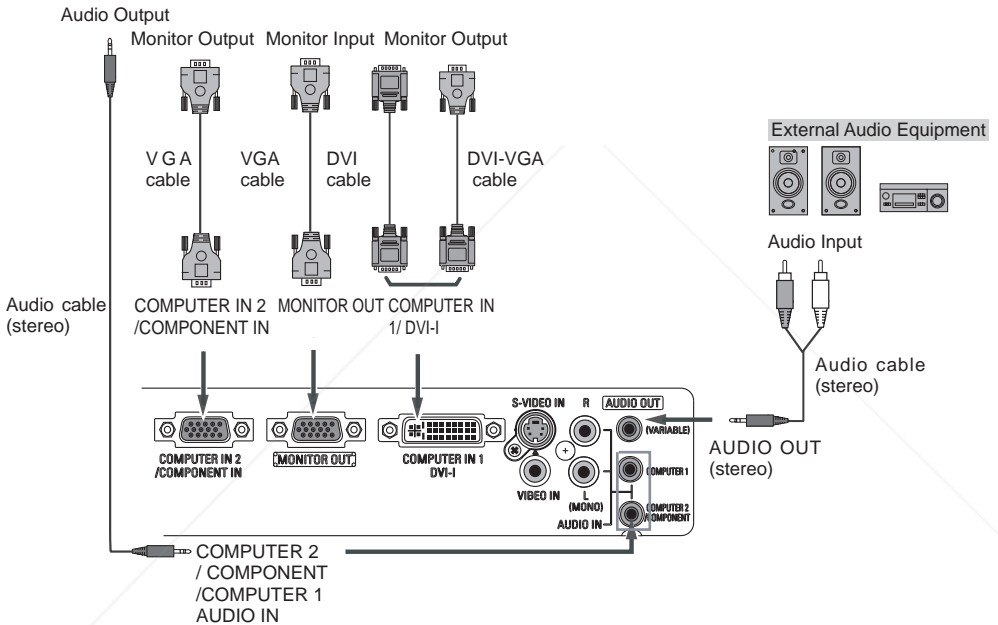 Audio Output
Monitor Output
Monitor Input
Monitor Output
External Audio Equipment
V G A
cable
VGA
cable
DVI
cable
DVI-VGA
cable
Audio Input
Audio cable
(stereo)
COMPUTER IN 2
/COMPONENT IN
MONITOR OUT
COMPUTER IN
1/ DVI-I
Audio cable
(stereo)
S-VIDEO IN
R
AUDIO OUT
(VARIABLE)
AUDIO OUT
(stereo)
COMPUTER IN 2
/COMPONENT IN
MONITOR OUT
COMPUTER IN 1
DVI-I
VIDEO IN
L
(MONO)
COMPUTER 1
AUDIO IN
COMPUTER 2
/COMPONENT
COMPUTER 2
/ COMPONENT
/COMPUTER 1
AUDIO IN